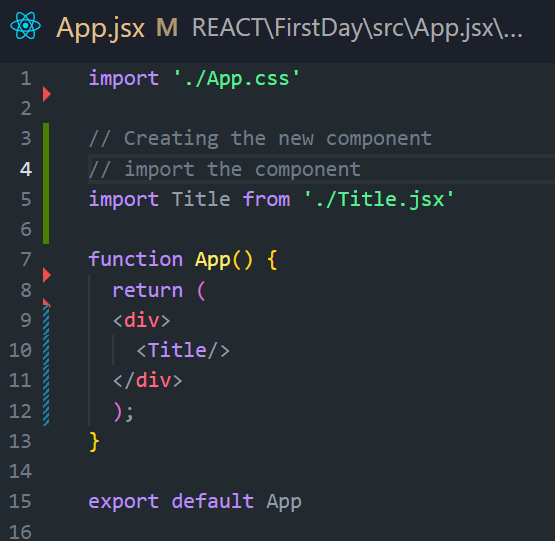 App.jsx M REACT\FirstDay\src\App.jsx\...
1 import './App.css'
2
3 // Creating the new component
4 // import the component
5 import Title from './Title.jsx'
6
7 function App() {
8 return (
9 <div>
10 <Title/>
11 </div>
12 );
13 }
14
15 export default App
16